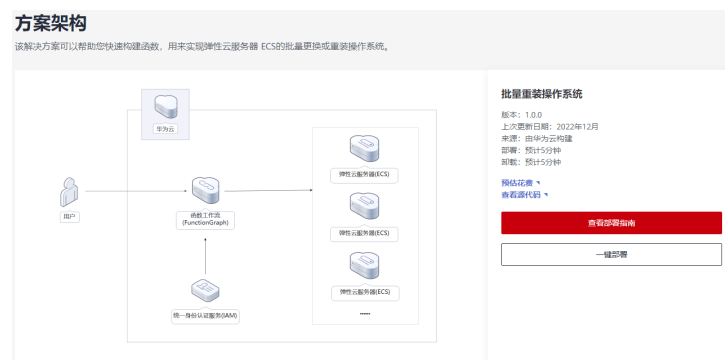 方案架构
该解决方案可以帮助您快速构建函数，用来实现弹性云服务器 ECS的批量更换或重装操作系统。
华为云
用户
函数工作流
(FunctionGraph)
统一身份认证服务(IAM)
弹性云服务器(ECS)
弹性云服务器(ECS)
弹性云服务器(ECS)
......
批量重装操作系统
版本：1.0.0
上次更新日期：2022年12月
来源：由华为云构建
部署：预计5分钟
卸载：预计5分钟
预估花费
查看源代码
查看部署指南
一键部署